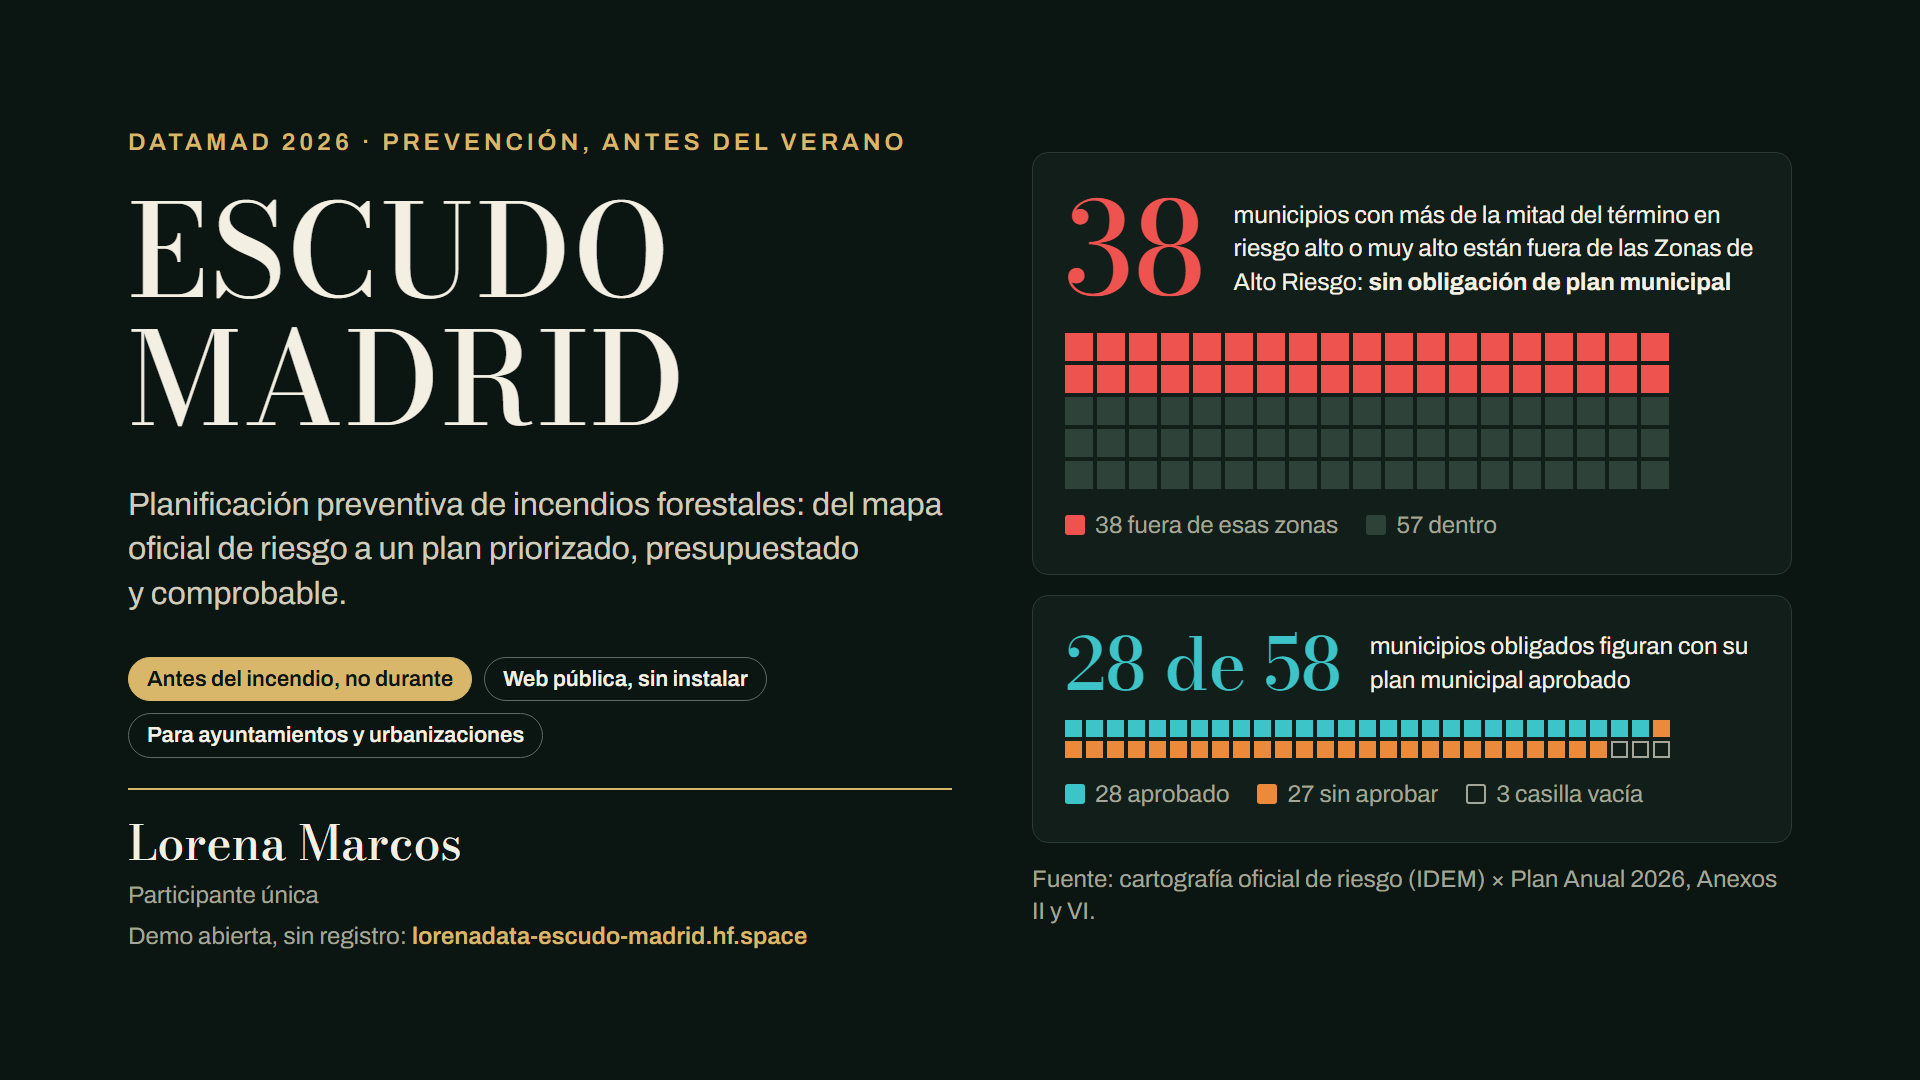 DATAMAD 2026 · PREVENCIÓN, ANTES DEL VERANO
ESCUDO
MADRID
Planificación preventiva de incendios forestales: del mapa
oficial de riesgo a un plan priorizado, presupuestado
y comprobable.
Antes del incendio, no durante
Web pública, sin instalar
Para ayuntamientos y urbanizaciones
Lorena Marcos
Participante única
Demo abierta, sin registro: lorenadata-escudo-madrid.hf.space
38
municipios con más de la mitad del término en
riesgo alto o muy alto están fuera de las Zonas de
Alto Riesgo: sin obligación de plan municipal
38 fuera de esas zonas
57 dentro
28 de 58
municipios obligados figuran con su
plan municipal aprobado
28 aprobado
27 sin aprobar
3 casilla vacía
Fuente: cartografía oficial de riesgo (IDEM) × Plan Anual 2026, Anexos
II y VI.